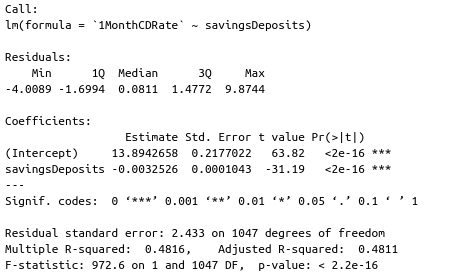 Call:
lm(formula = `1MonthCDRate` ~ savingsDeposits)
Residuals:
Min 1Q Median 3Q Max
-4.0089 -1.6994 0.0811 1.4772 9.8744
Coefficients:
Estimate Std. Error t value Pr(>|t|)
(Intercept) 13.8942658 0.2177022 63.82 <2e-16 ***
savingsDeposits -0.0032526 0.0001043 -31.19 <2e-16 ***
---
Signif. codes: 0 ‘***’ 0.001 ‘**’ 0.01 ‘*’ 0.05 ‘.’ 0.1 ‘ ’ 1
Residual standard error: 2.433 on 1047 degrees of freedom
Multiple R-squared: 0.4816, Adjusted R-squared: 0.4811
F-statistic: 972.6 on 1 and 1047 DF, p-value: < 2.2e-16